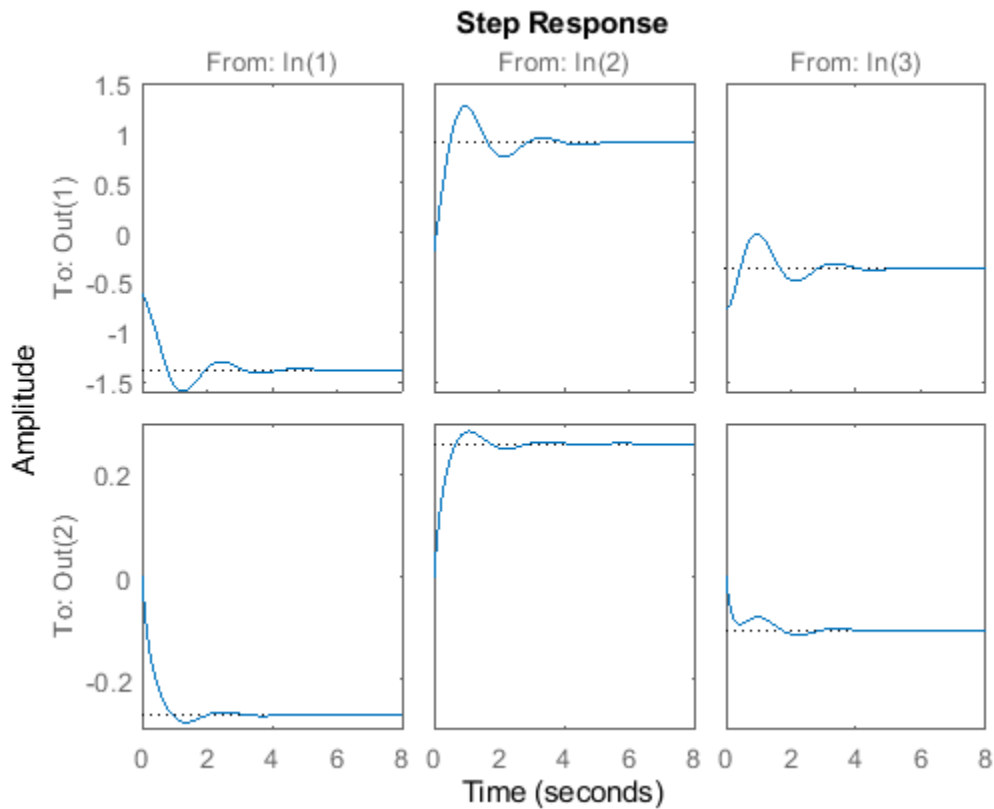 Step Response
From: In(1) From: In(2) From: In(3)
To: Out(1)
1.5
1
0.5
0
-0.5
-1
-1.5
Amplitude
To: Out(2)
0.2
0
-0.2
0 2 4 6 8 0 2 4 6 8 0 2 4 6 8
Time (seconds)